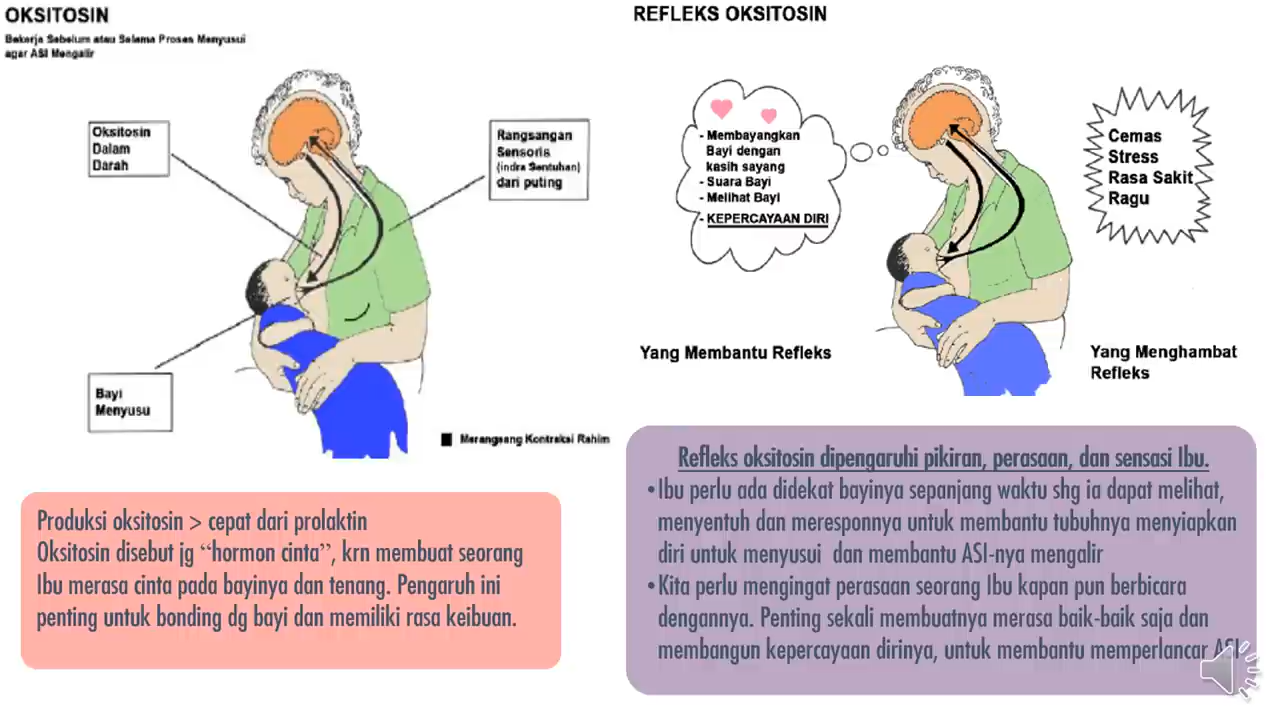 OKSITOSIN
Bekerja Sebelum atau Selama Proses Menyusui
agar ASI Mengalir
Oksitosin
Dalam
Darah
Rangsangan
Sensoris
(indra Sentuhan)
dari puting
Bayi
Menyusu
Merangsang Kontraksi Rahim
Produksi oksitosin > cepat dari prolaktin
Oksitosin disebut jg “hormon cinta”, krn membuat seorang
Ibu merasa cinta pada bayinya dan tenang. Pengaruh ini
penting untuk bonding dg bayi dan memiliki rasa keibuan.
REFLEKS OKSITOSIN
- Membayangkan
Bayi dengan
kasih sayang
- Suara Bayi
- Melihat Bayi
- KEPERCAYAAN DIRI
Cemas
Stress
Rasa Sakit
Ragu
Yang Membantu Refleks
Yang Menghambat
Refleks
Refleks oksitosin dipengaruhi pikiran, perasaan, dan sensasi Ibu.
•Ibu perlu ada didekat bayinya sepanjang waktu shg ia dapat melihat,
menyentuh dan meresponnya untuk membantu tubuhnya menyiapkan
diri untuk menyusui dan membantu ASI-nya mengalir
•Kita perlu mengingat perasaan seorang Ibu kapan pun berbicara
dengannya. Penting sekali membuatnya merasa baik-baik saja dan
membangun kepercayaan dirinya, untuk membantu memperlancar ASI